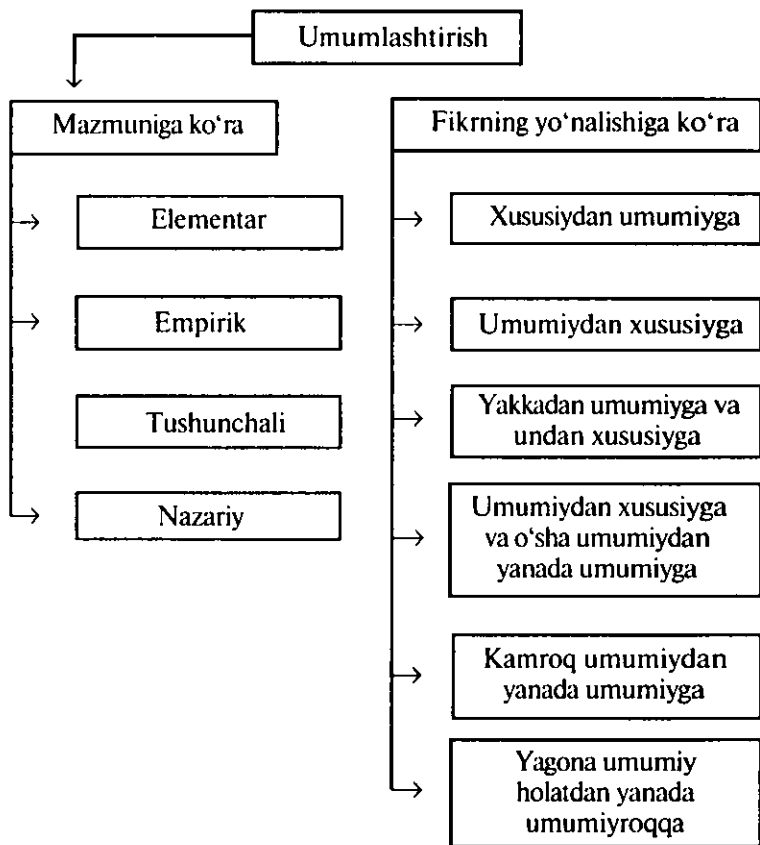 Umumlashtirish
Mazmuniga ko‘ra
Elementar
Empirik
Tushunchali
Nazariy
Fikrning yo‘nalishiga ko‘ra
Xususiydan umumiyga
Umumiydan xususiyga
Yakkadan umumiyga va
undan xususiyga
Umumiydan xususiyga
va o‘sha umumiydan
yanada umumiyga
Kamroq umumiydan
yanada umumiyga
Yagona umumiy
holatdan yanada
umumiyroqqa